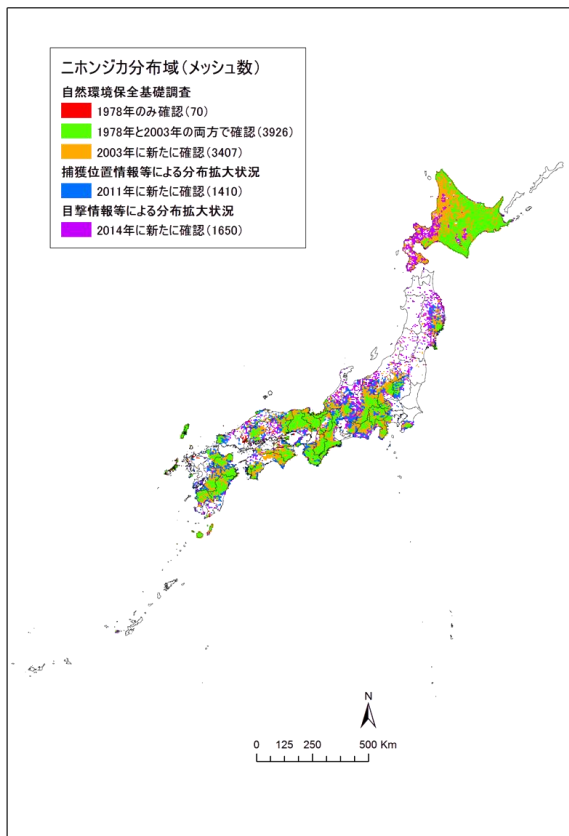 ニホンジカ分布域(メッシュ数)
自然環境保全基礎調査
1978年のみ確認(70)
1978年と2003年の両方で確認(3926)
2003年に新たに確認(3407)
捕獲位置情報等による分布拡大状況
2011年に新たに確認(1410)
目撃情報等による分布拡大状況
2014年に新たに確認(1650)
N
0 125 250 500 Km